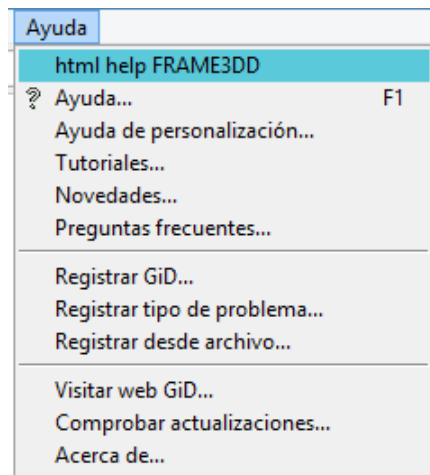 Ayuda
html help FRAME3DD
? Ayuda... F1
Ayuda de personalización...
Tutoriales...
Novedades...
Preguntas frecuentes...
Registrar GiD...
Registrar tipo de problema...
Registrar desde archivo...
Visitar web GiD...
Comprobar actualizaciones...
Acerca de...